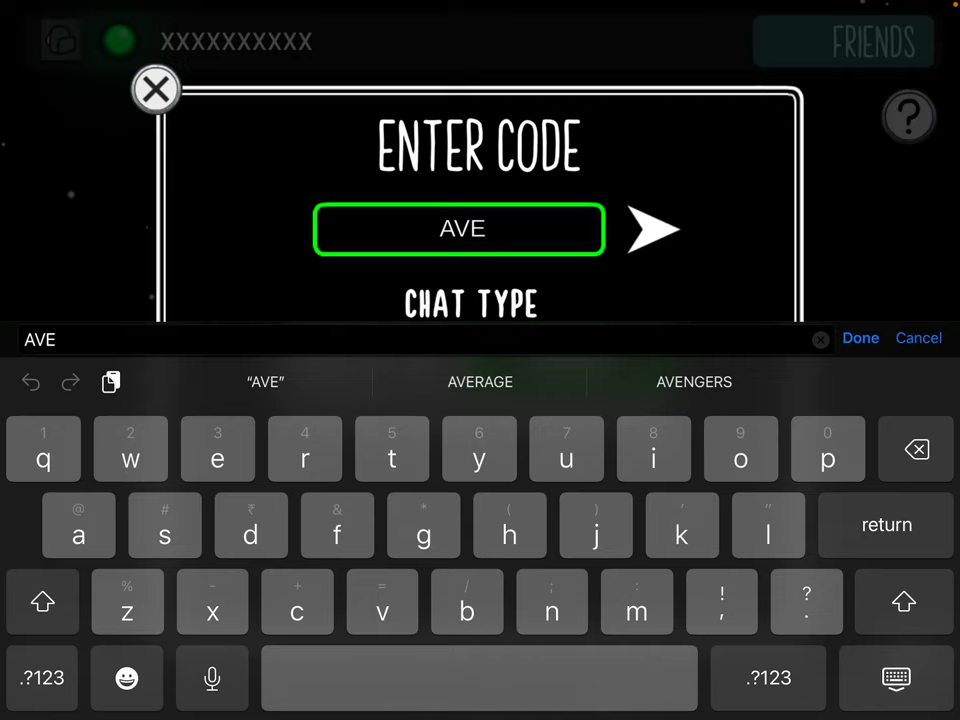 XXXXXXXXXX FRIENDS
?
ENTER CODE
AVE
CHAT TYPE
AVE Done Cancel
“AVE” AVERAGE AVENGERS
1 2 3 4 5 6 7 8 9 0
q w e r t y u i o p
@ # ₹ & * ( ) ' "
a s d f g h j k l return
% - + = / ; : ! ?
z x c v b n m , .
.?123 .?123